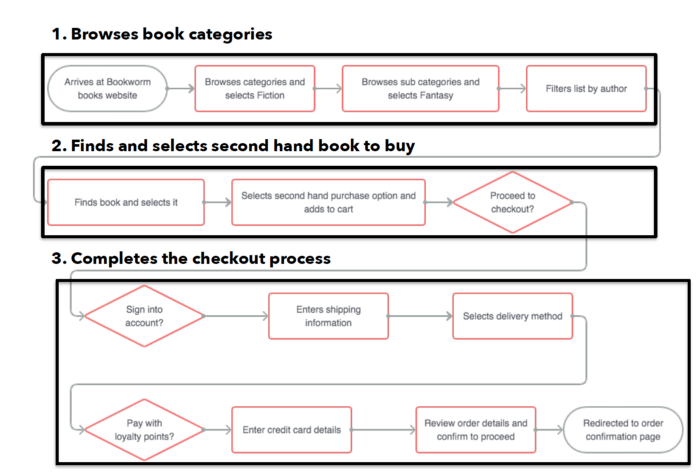 1. Browses book categories
Arrives at Bookworm
books website
Browses categories and
selects Fiction
Browses sub categories and
selects Fantasy
Filters list by author
2. Finds and selects second hand book to buy
Finds book and selects it
Selects second hand purchase option and
adds to cart
Proceed to
checkout?
3. Completes the checkout process
Sign into
account?
Enters shipping
information
Selects delivery method
Pay with
loyalty points?
Enter credit card details
Review order details and
confirm to proceed
Redirected to order
confirmation page